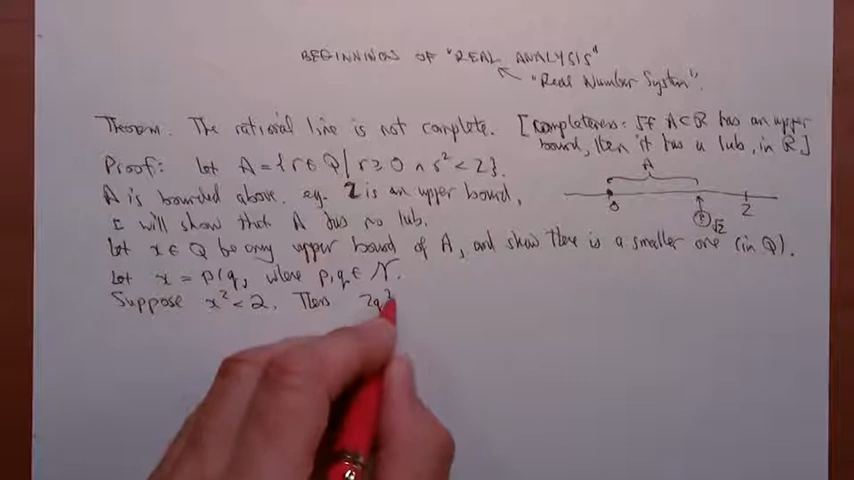 BEGINNINGS OF "REAL ANALYSIS"
"Real Number System".
Theorem. The rational line is not complete. [Completeness: If A⊂R has an upper
bound, then it has a lub, in R]
Proof: Let A = {r ∈ Q | r ≥ 0 ∧ r² < 2}.
A
A is bounded above. eg. 2 is an upper bound,
0 √2 2
I will show that A has no lub.
Let x ∈ Q be any upper bound of A, and show there is a smaller one (in Q).
Let x = p/q, where p, q ∈ N.
Suppose x² < 2. Then 2q²